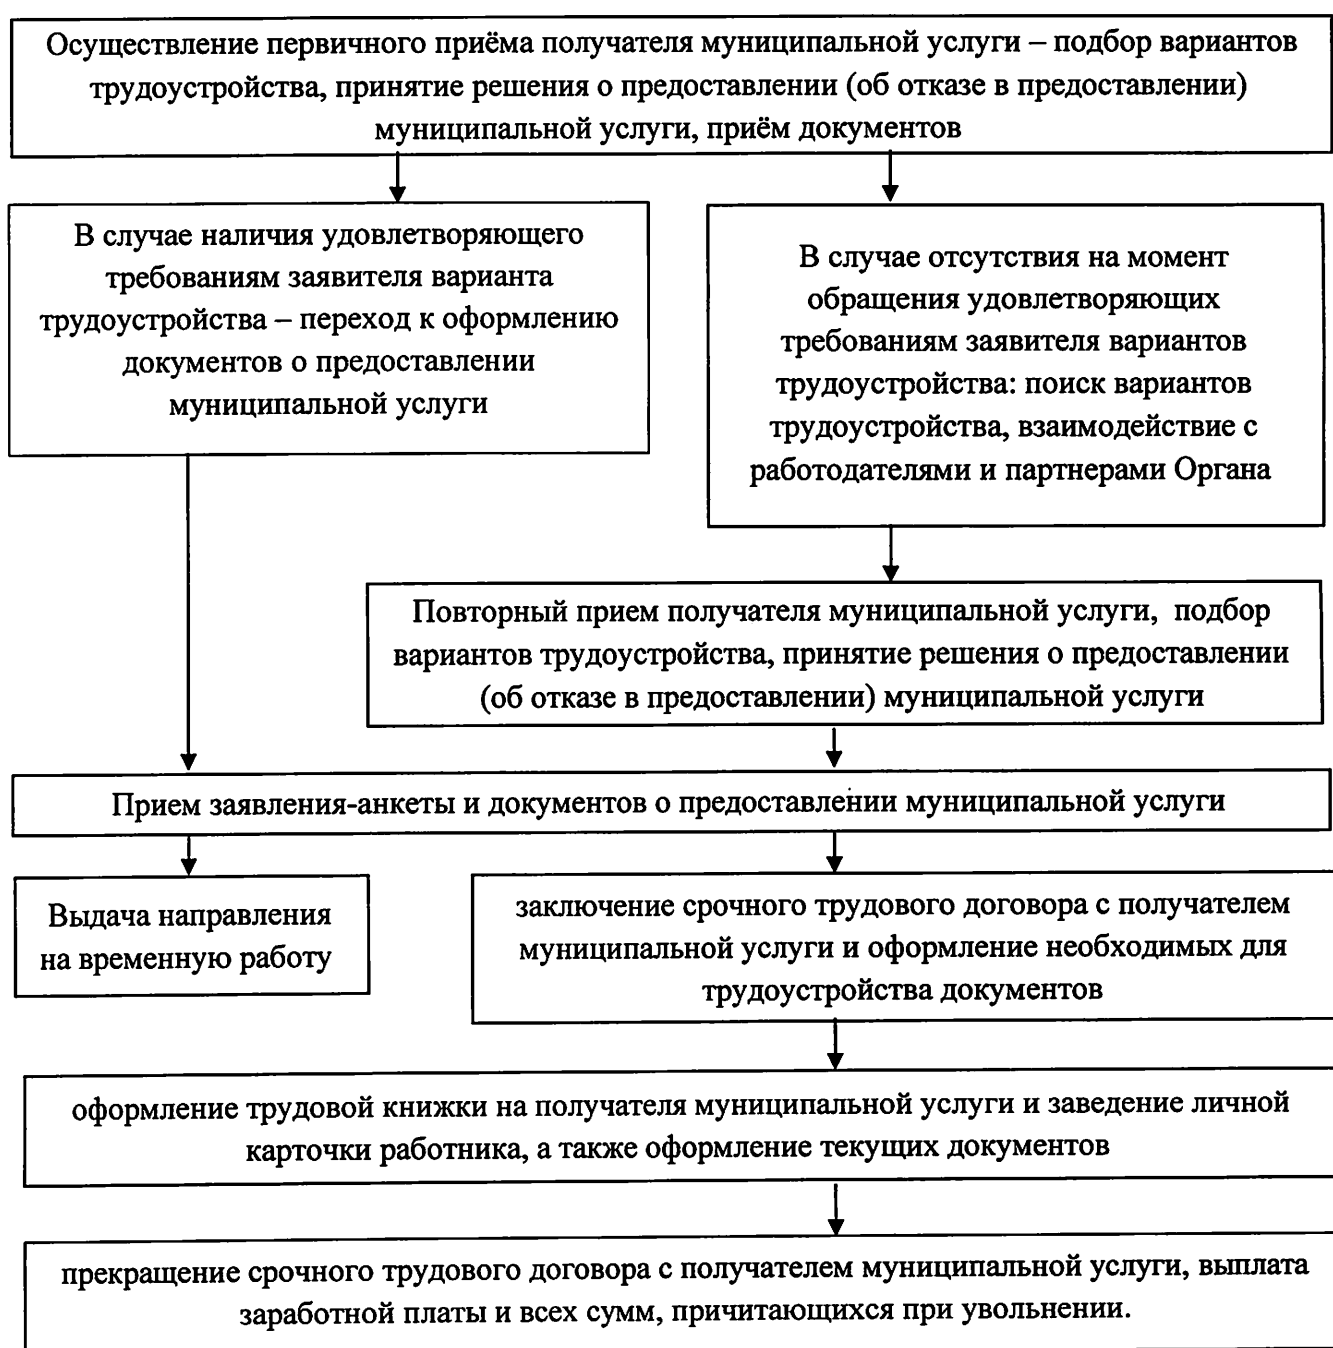 Осуществление первичного приёма получателя муниципальной услуги – подбор вариантов
трудоустройства, принятие решения о предоставлении (об отказе в предоставлении)
муниципальной услуги, приём документов
В случае наличия удовлетворяющего
требованиям заявителя варианта
трудоустройства – переход к оформлению
документов о предоставлении
муниципальной услуги
В случае отсутствия на момент
обращения удовлетворяющих
требованиям заявителя вариантов
трудоустройства: поиск вариантов
трудоустройства, взаимодействие с
работодателями и партнерами Органа
Повторный прием получателя муниципальной услуги, подбор
вариантов трудоустройства, принятие решения о предоставлении
(об отказе в предоставлении) муниципальной услуги
Прием заявления-анкеты и документов о предоставлении муниципальной услуги
Выдача направления
на временную работу
заключение срочного трудового договора с получателем
муниципальной услуги и оформление необходимых для
трудоустройства документов
оформление трудовой книжки на получателя муниципальной услуги и заведение личной
карточки работника, а также оформление текущих документов
прекращение срочного трудового договора с получателем муниципальной услуги, выплата
заработной платы и всех сумм, причитающихся при увольнении.